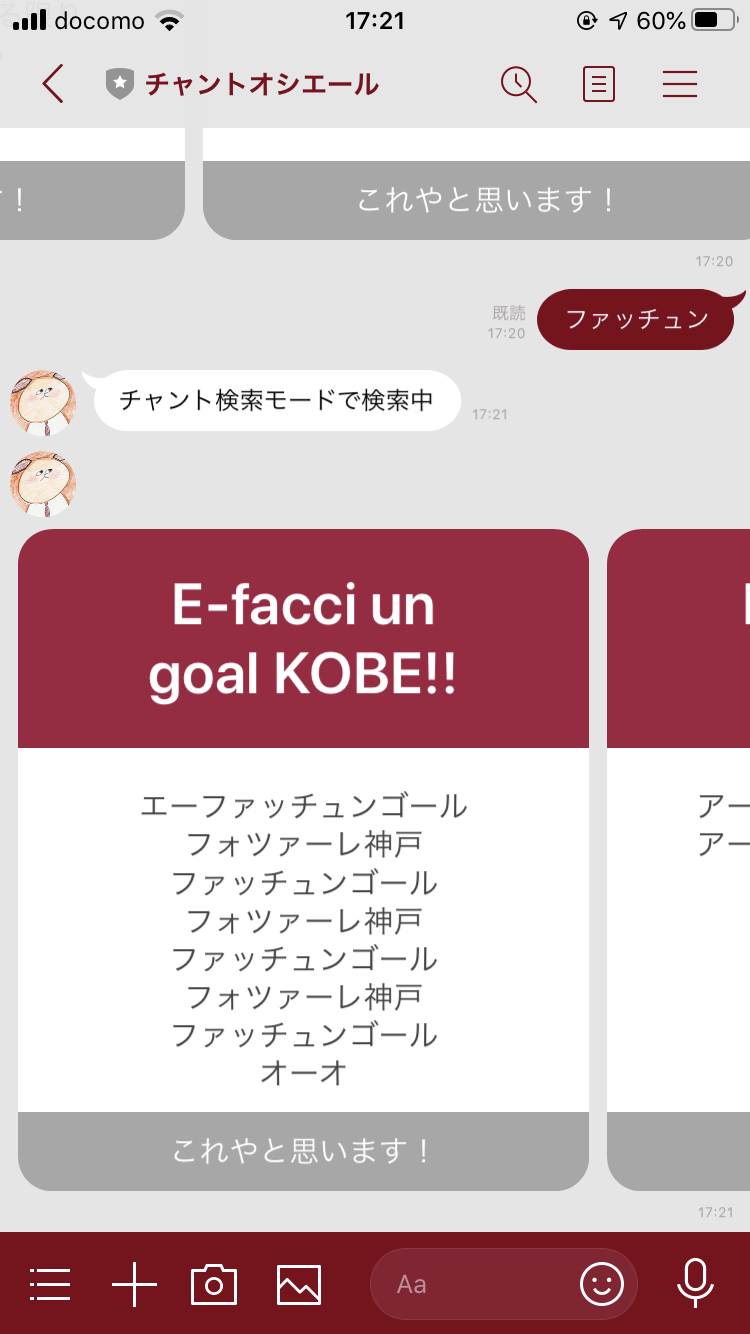 docomo
17:21
60%
チャントオシエール
す！
これやと思います！
17:20
既読
17:20
ファッチュン
チャント検索モードで検索中
17:21
E-facci un
goal KOBE!!
エーファッチュンゴール
フォツァーレ神戸
ファッチュンゴール
フォツァーレ神戸
ファッチュンゴール
フォツァーレ神戸
ファッチュンゴール
オーオ
アー
アー
これやと思います！
17:21
Aa